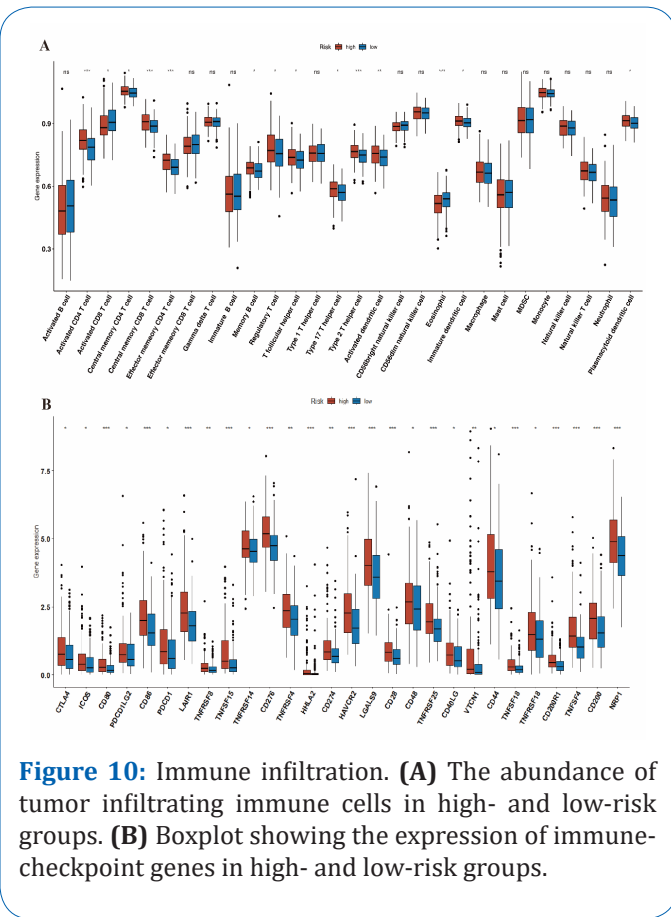 A
Risk high low
ns *** * * *** *** ns ns ns * * * ns * *** ** ns ns *** * ns ns ns ns ns ns ns *
Gene expression
0.9
0.6
0.3
Activated B cell
Activated CD4 T cell
Activated CD8 T cell
Central memory CD4 T cell
Central memory CD8 T cell
Effector memeory CD4 T cell
Effector memeory CD8 T cell
Gamma delta T cell
Immature B cell
Memory B cell
Regulatory T cell
T follicular helper cell
Type 1 T helper cell
Type 17 T helper cell
Type 2 T helper cell
Activated dendritic cell
CD56bright natural killer cell
CD56dim natural killer cell
Eosinophil
Immature dendritic cell
Macrophage
Mast cell
MDSC
Monocyte
Natural killer cell
Natural killer T cell
Neutrophil
Plasmacytoid dendritic cell
B
Risk high low
Gene expression
7.5
5.0
2.5
0.0
CTLA4
ICOS
CD80
PDCD1LG2
CD86
PDCD1
LAIR1
TNFRSF8
TNFSF15
TNFRSF14
CD276
TNFRSF4
HHLA2
CD274
HAVCR2
LGALS9
CD28
CD48
TNFRSF25
CD40LG
VTCN1
CD44
TNFSF18
TNFRSF18
CD200R1
TNFSF4
CD200
NRP1
Figure 10: Immune infiltration. (A) The abundance of
tumor infiltrating immune cells in high- and low-risk
groups. (B) Boxplot showing the expression of immune-
checkpoint genes in high- and low-risk groups.